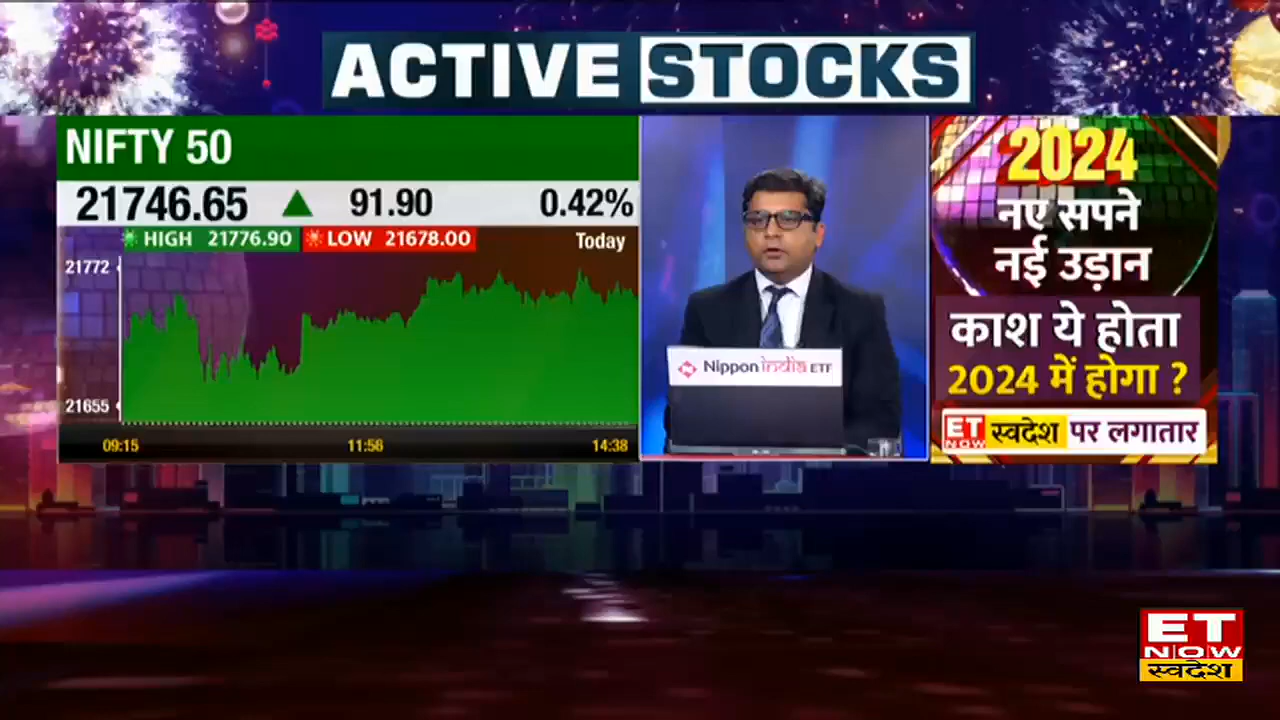 ACTIVE STOCKS
NIFTY 50
21746.65 ▲ 91.90 0.42%
HIGH 21776.90 LOW 21678.00 Today
21772
21655
09:15 11:56 14:38
Nippon india ETF
2024
नए सपने
नई उड़ान
काश ये होता
2024 में होगा ?
ET NOW स्वदेश पर लगातार
ET
NOW
स्वदेश